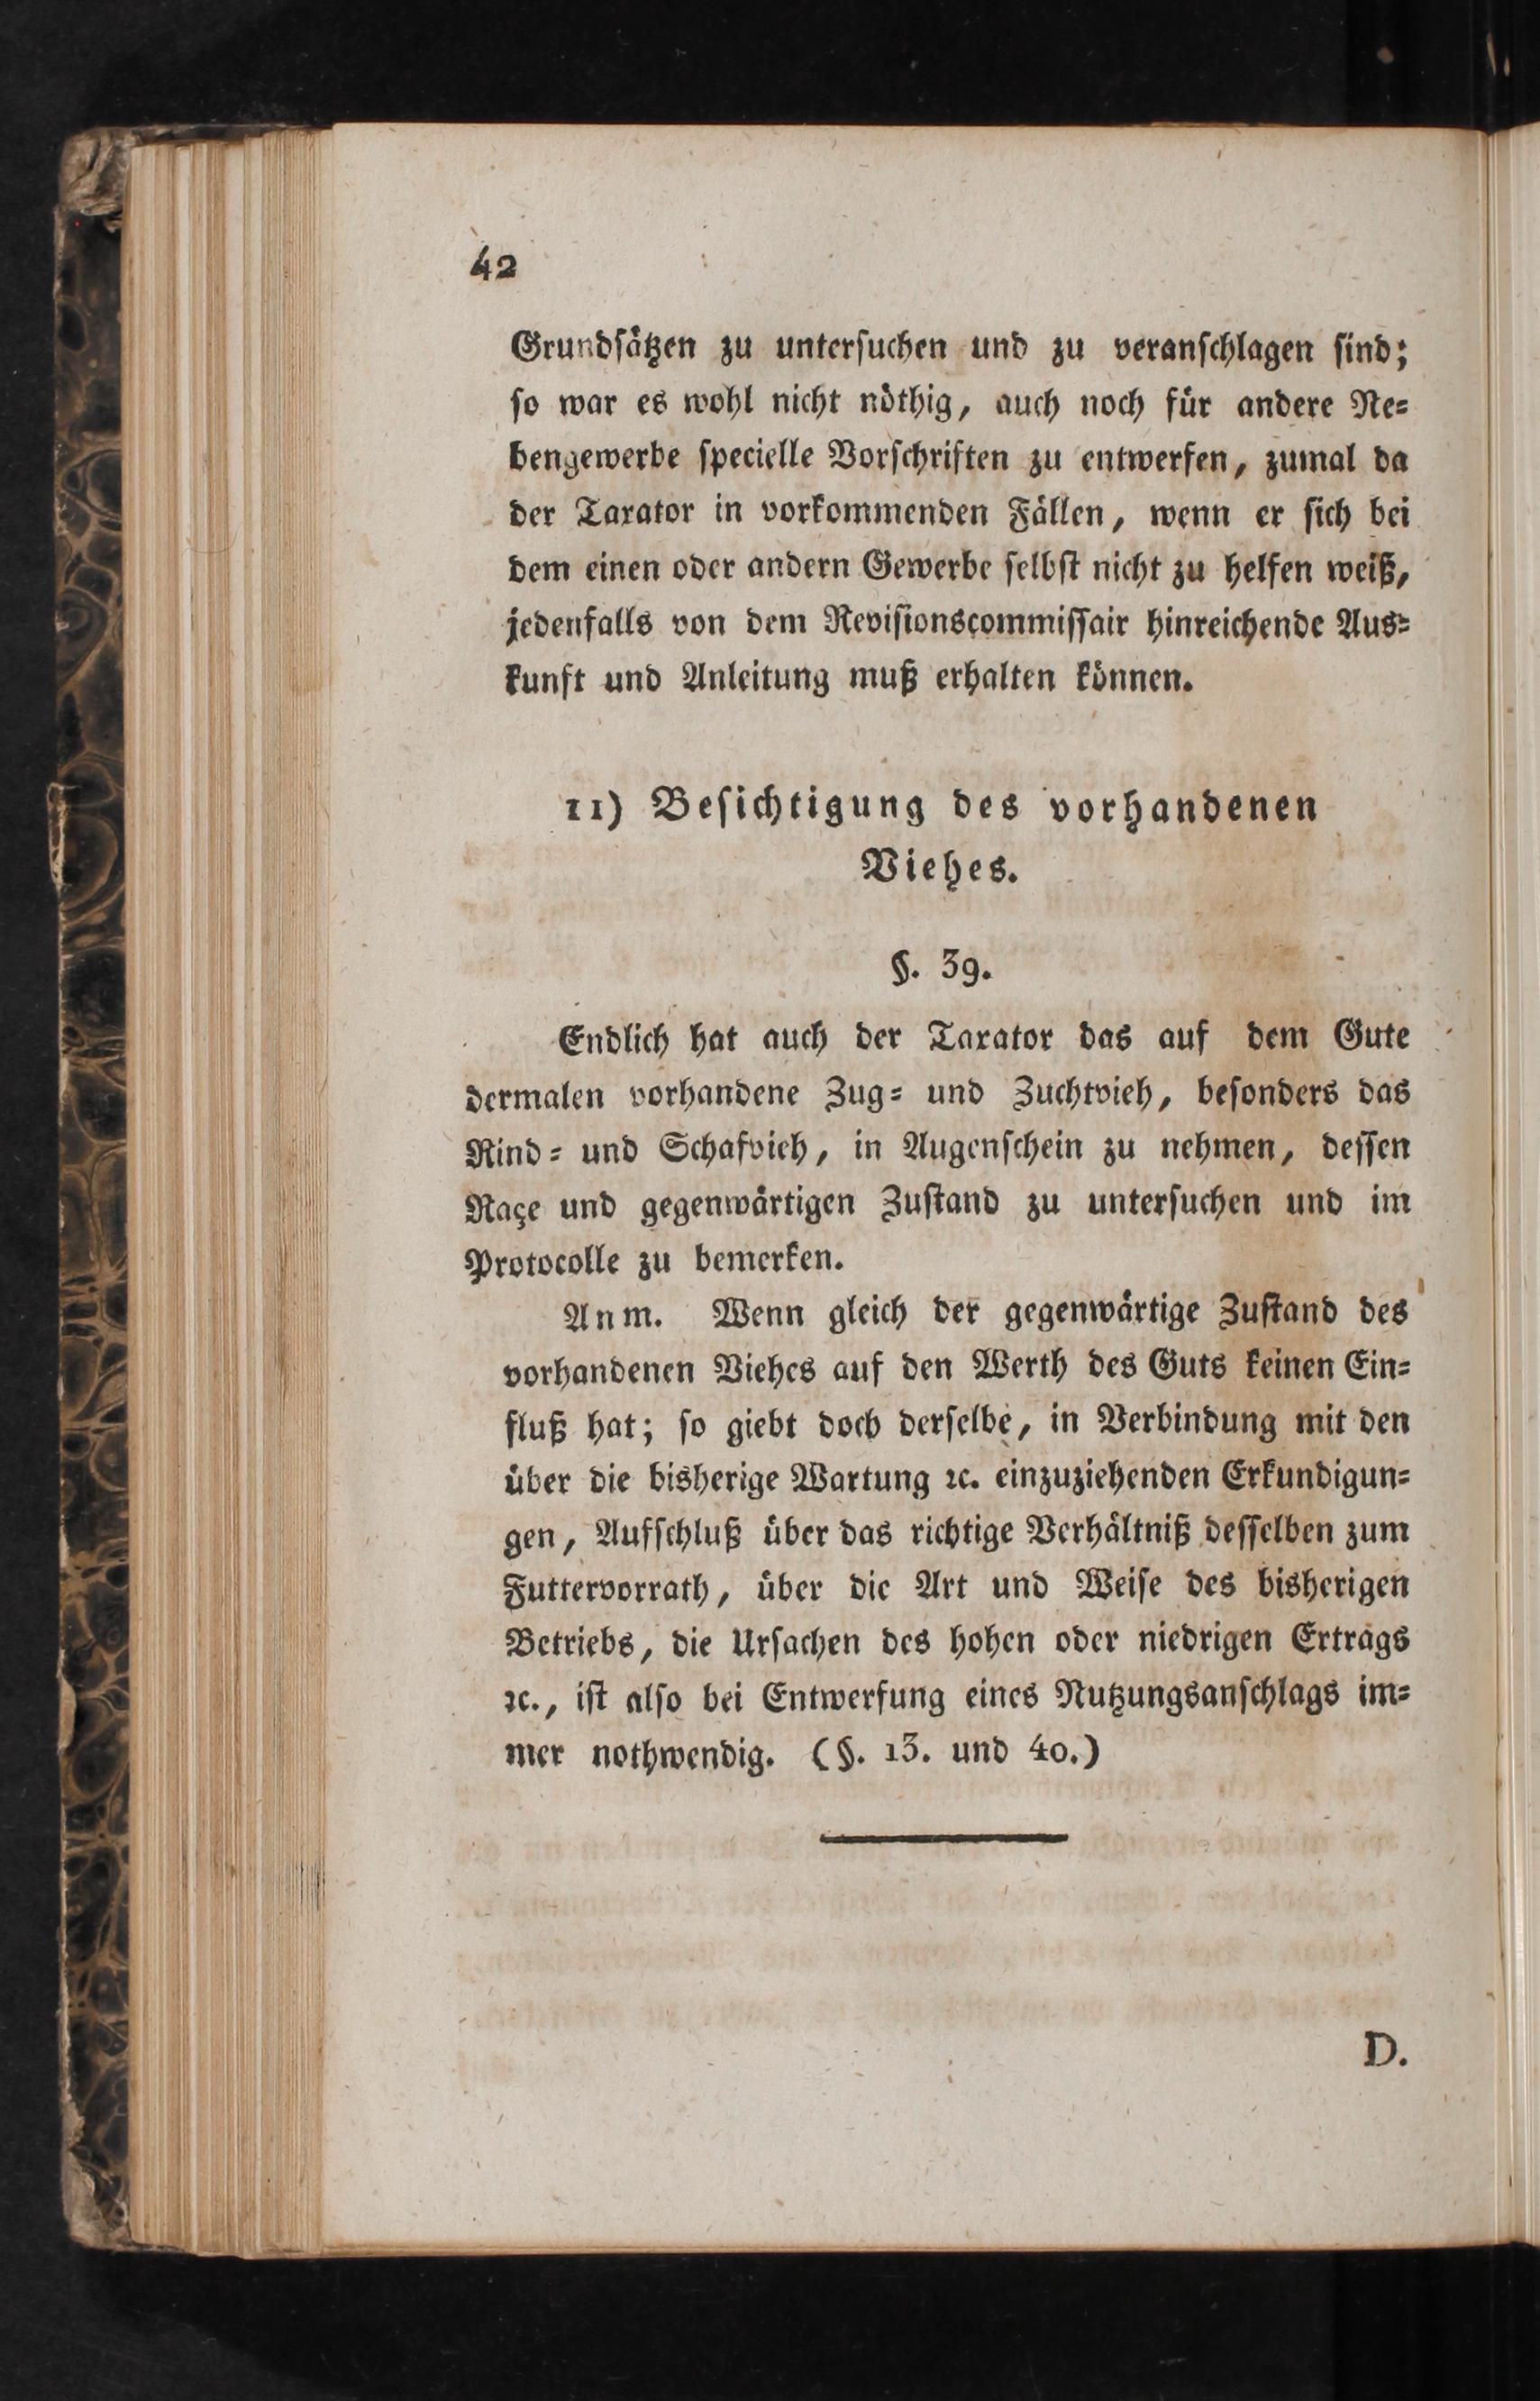 42
Grundſätzen zu unterſuchen und zu veranſchlagen ſind;
ſo war es wohl nicht nöthig, auch noch für andere Ne⸗
bengewerbe ſpecielle Vorſchriften zu entwerfen, zumal da
der Taxator in vorkommenden Fällen, wenn er ſich bei
dem einen oder andern Gewerbe ſelbſt nicht zu helfen weiß,
jedenfalls von dem Reviſionscommiſſair hinreichende Aus⸗
kunft und Anleitung muß erhalten können.
11) Beſichtigung des vorhandenen
Viehes.
§. 39.
Endlich hat auch der Taxator das auf dem Gute
dermalen vorhandene Zug⸗ und Zuchtvieh, beſonders das
Rind⸗ und Schafvieh, in Augenſchein zu nehmen, deſſen
Raçe und gegenwärtigen Zuſtand zu unterſuchen und im
Protocolle zu bemerken.
Anm. Wenn gleich der gegenwärtige Zuſtand des
vorhandenen Viehes auf den Werth des Guts keinen Ein⸗
fluß hat; ſo giebt doch derſelbe, in Verbindung mit den
über die bisherige Wartung ꝛc. einzuziehenden Erkundigun⸗
gen, Aufſchluß über das richtige Verhältniß deſſelben zum
Futtervorrath, über die Art und Weiſe des bisherigen
Betriebs, die Urſachen des hohen oder niedrigen Ertrags
ꝛc., iſt alſo bei Entwerfung eines Nutzungsanſchlags im⸗
mer nothwendig. (§. 13. und 40.)
D.